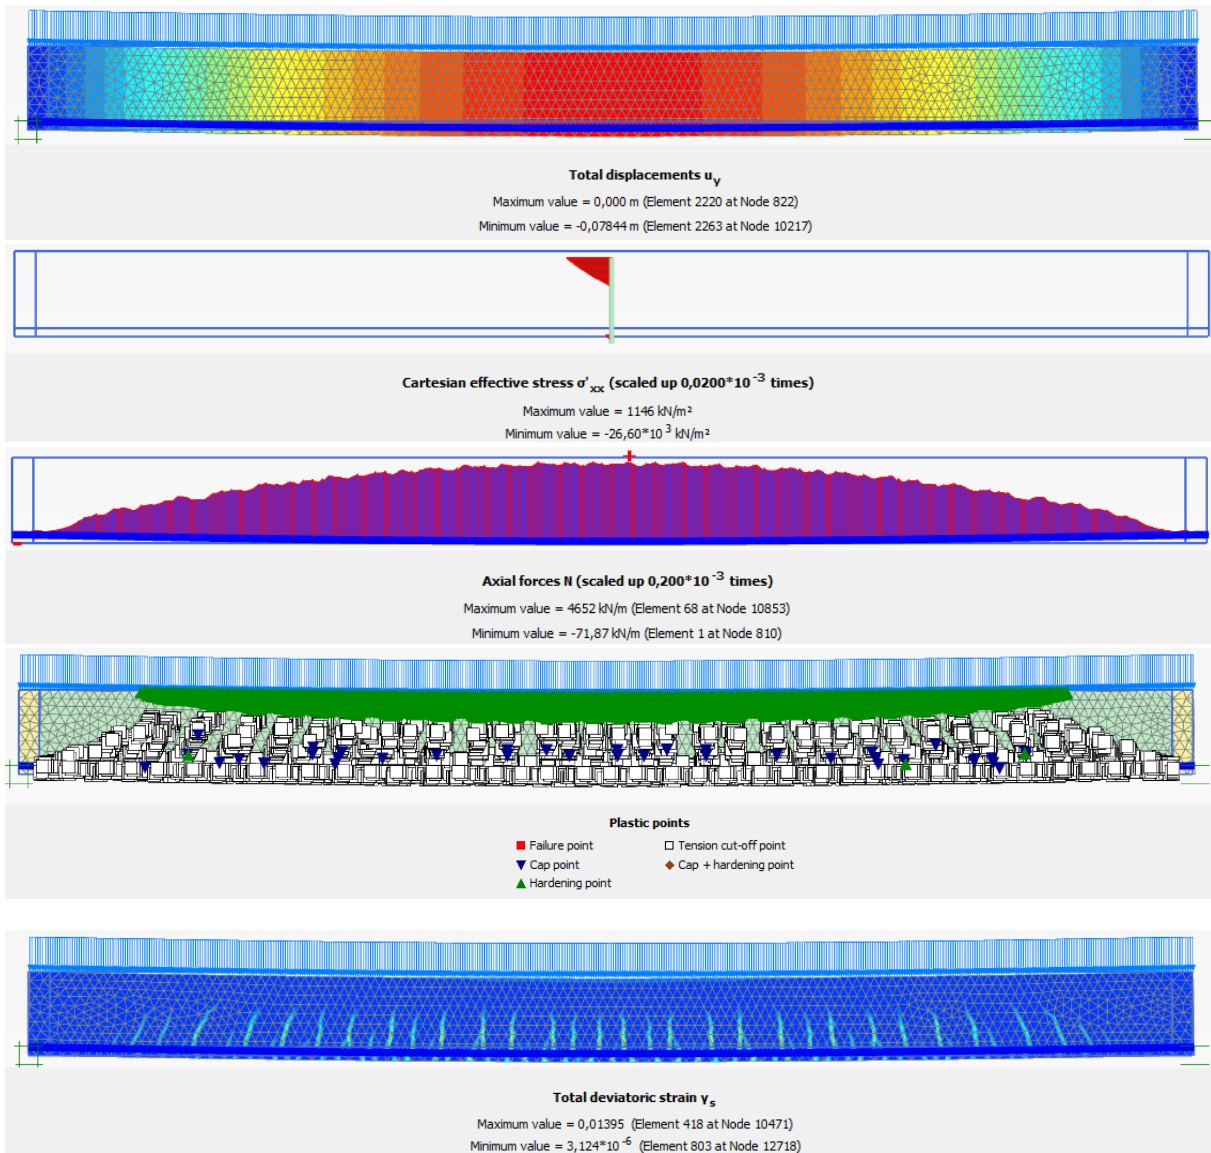 Total displacements uy
Maximum value = 0,000 m (Element 2220 at Node 822)
Minimum value = -0,07844 m (Element 2263 at Node 10217)
Cartesian effective stress σ'xx (scaled up 0,0200*10-3 times)
Maximum value = 1146 kN/m²
Minimum value = -26,60*10 3 kN/m²
Axial forces N (scaled up 0,200*10-3 times)
Maximum value = 4652 kN/m (Element 68 at Node 10853)
Minimum value = -71,87 kN/m (Element 1 at Node 810)
Plastic points
Failure point Tension cut-off point
Cap point Cap + hardening point
Hardening point
Total deviatoric strain γs
Maximum value = 0,01395 (Element 418 at Node 10471)
Minimum value = 3,124*10-6 (Element 803 at Node 12718)